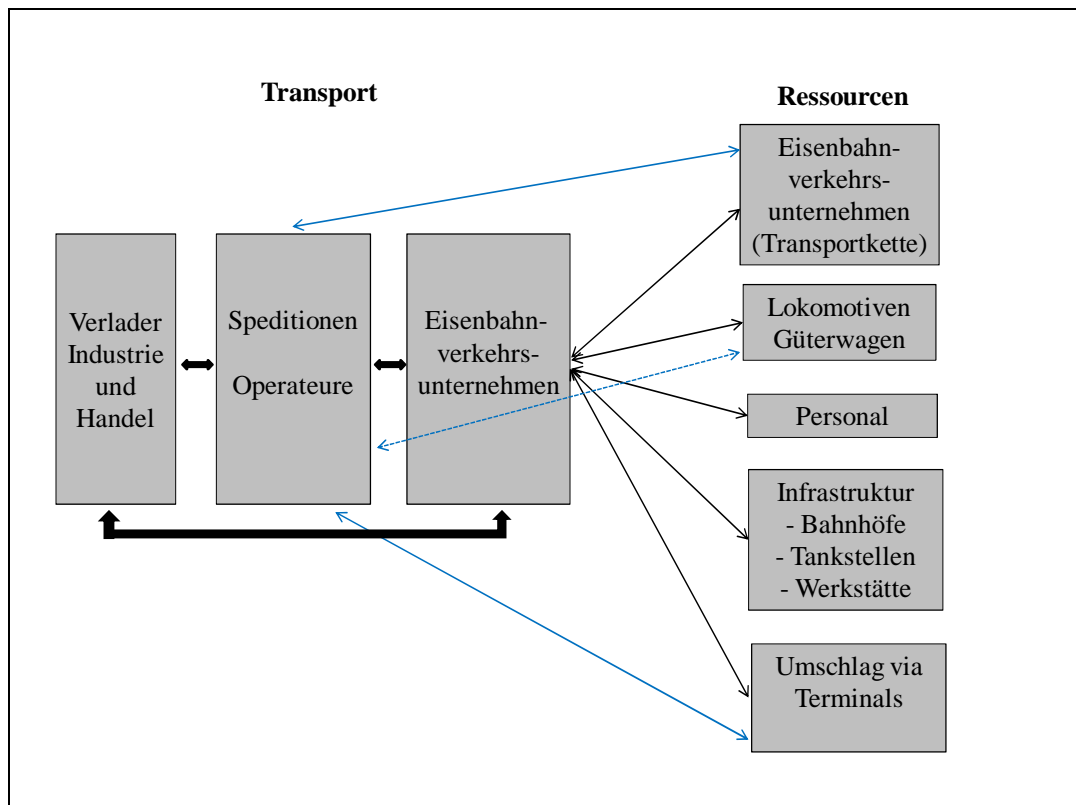 Transport
Ressourcen
Verlader
Industrie
und
Handel
Speditionen
Operateure
Eisenbahn-
verkehrs-
unternehmen
Eisenbahn-
verkehrs-
unternehmen
(Transportkette)
Lokomotiven
Güterwagen
Personal
Infrastruktur
- Bahnhöfe
- Tankstellen
- Werkstätte
Umschlag via
Terminals